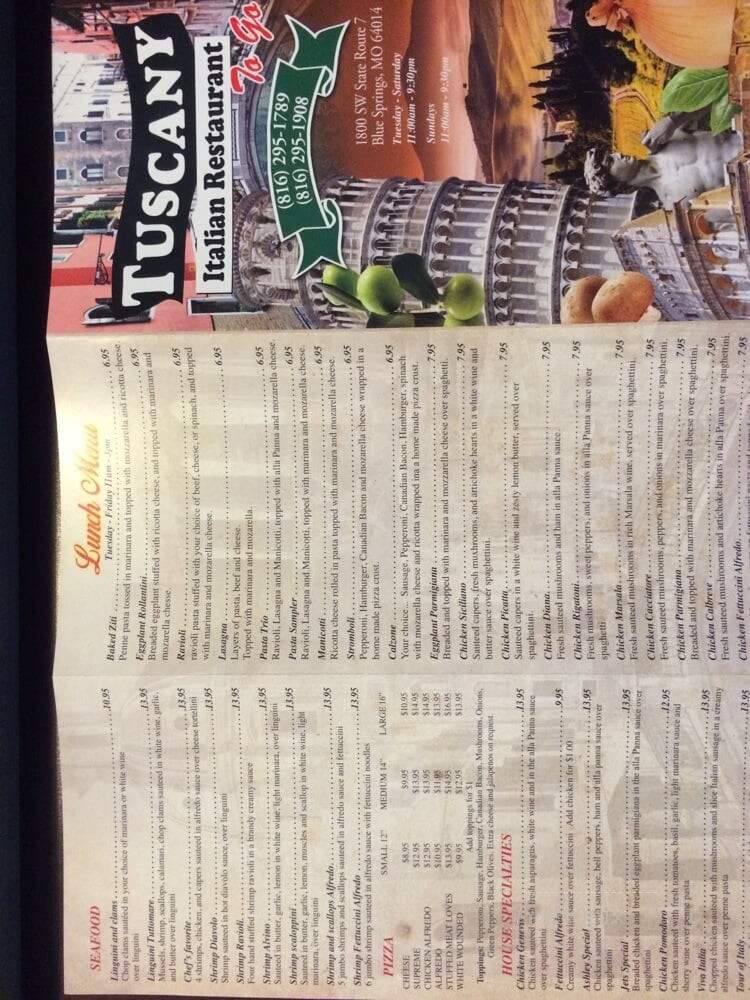 TUSCANY
Italian Restaurant
To Go
(816) 295-1789
(816) 295-1908
1800 SW State Route 7
Blue Springs, MO 64014
Tuesday - Saturday
11:00am - 9:30pm
Sundays
11:00am - 9:30pm
Lunch Menu
Tuesday - Friday 11am - 3pm
Baked Ziti 6.95
Penne pasta tossed in marinara and topped with mozzarella and ricotta cheese.
Eggplant Rollantini 6.95
Breaded eggplant stuffed with ricotta cheese, and topped with marinara and
mozarella cheese.
Ravioli 6.95
ravioli pasta stuffed with your choice of beef, cheese, or spinach, and topped
with marinara and mozarella cheese.
Lasagna 6.95
Layers of pasta, beef and cheese.
Topped with marinara and mozarella.
Pasta Trio 6.95
Ravioli, Lasagna and Manicotti, topped with alla Panna and mozarella cheese.
Pasta Sampler 6.95
Ravioli, Lasagna and Manicotti, topped with marinara and mozarella cheese.
Manicotti 6.95
Ricotta cheese rolled in pasta topped with marinara and mozarella cheese.
Stromboli 6.95
Pepperoni, Hamburger, Canadian Bacon and mozarella cheese wrapped in a
home made pizza crust.
Calzone 6.95
Your choice - Sausage, Pepperoni, Canadian Bacon, Hamburger, spinach
with mozarella cheese and ricotta wrapped ina home made pizza crust.
Eggplant Parmigiana 7.95
Breaded and topped with marinara and mozzarella cheese over spaghetti.
Chicken Siciliano 7.95
Sauteed capers, fresh muxhrooms, and artichoke hearts in a white wine and
butter sauce over spaghettini.
Chicken Picatta 7.95
Sauteed capers in a white wine and zesty lemon butter, served over
spaghettini.
Chicken Diana 7.95
Fresh sauteed mushrooms and ham in alla Panna sauce
Chicken Rigatoni 7.95
Fresh mushrooms, sweet peppers, and onions in alla Panna sauce over
spaghetti
Chicken Marsala 7.95
Fresh sauteed mushrooms in rich Marsala wine, served over spaghettini.
Chicken Cacciatore 7.95
Fresh sauteed mushrooms, peppers, and onions in marinara over spaghettini.
Chicken Parmigiana 7.95
Breaded and topped with marinara and mozzarella cheese over spaghettini.
Chicken Calbrese 7.95
Fresh sauteed mushrooms and artichoke hearts in alla Panna over spaghettini.
Chicken Fettuccini Alfredo 7.95
SEAFOOD
Linguini and clams 10.95
Chop clams sauteed in your choice of marinara or white wine
over linguini
Linguini Tuttomare 13.95
Mussels, shrimp, scallops, calamari, chop clams sauteed in white wine, garlic,
and butter over linguini
Chef's favorite 13.95
4 shrimps, chicken, and capers sauteed in alfredo sauce over cheese tortellini
Shrimp Diavolo 13.95
Shrimp sauteed in hot diavolo sauce, over linguini
Shrimp Ravioli 13.95
Four handstuffed shrimp ravioli in a brandy creamy sauce
Shrimp Alvino 13.95
Sauteed in butter, garlic, lemon in white wine, light marinara, over linguini
Shrimp scaloppini 13.95
Sauteed in butter, garlic, lemon, muscles and scallop in white wine, light
marinara, over linguini
Shrimp and scallops Alfredo 13.95
5 jumbo shrimps and scallops sauteed in alfredo sauce and fettuccini
Shrimp Fettuccini Alfredo 13.95
6 jumbo shrimp sauteed in alfredo sauce with fettuccini noodles
PIZZA SMALL 12" MEDIUM 14" LARGE 16"
CHEESE $8.95 $9.95 $10.95
SUPREME $12.95 $13.95 $14.95
CHICKEN ALFREDO $12.95 $13.95 $14.95
ALFREDO $10.95 $11.95 $13.95
STUFFED MEAT LOVES $13.95 $14.95 $16.95
WHITE WOUNDED $9.95 $12.95 $13.95
Add toppings for $1
Toppings: Pepperoni, Sausage, Hamburger, Canadian Bacon, Mushrooms, Onions,
Green Peppers, Black Olives, Extra cheese and jalapenos on request
HOUSE SPECIALTIES
Chicken Geneva 13.95
Chicken sauteed with fresh asparagus, white wine and in the alla Panna sauce
over spaghettini
Fettuccini Alfredo 9.95
Creamy white wine sauce over fettuccini Add chicken for $1.00
Ashley Special 13.95
Chicken sauteed with sausage, bell peppers, ham and alla panna sauce over
spaghettini
Jets Special 13.95
Breaded chicken and breaded eggplant parmigiana in the alla Panna sauce over
spaghettini
Chicken Pomodoro 12.95
Chicken sauteed with fresh tomatoes, basil, garlic, light marinara sauce and
sherry wine over penne pasta
Viva Italia 13.95
Chopped chicken sauteed with mushrooms and slice Italian sausage in a creamy
alfredo sauce over penne pasta
Tour of Italy 13.95